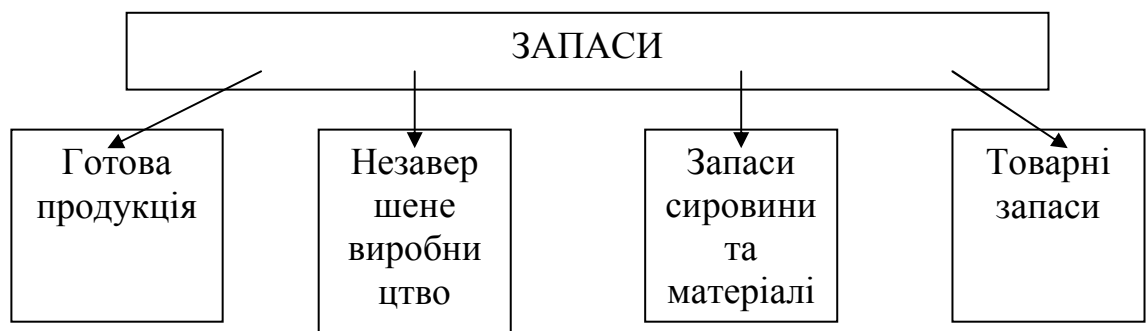 ЗАПАСИ
Готова
продукція
Незавер
шене
виробни
цтво
Запаси
сировини
та
матеріалі
Товарні
запаси